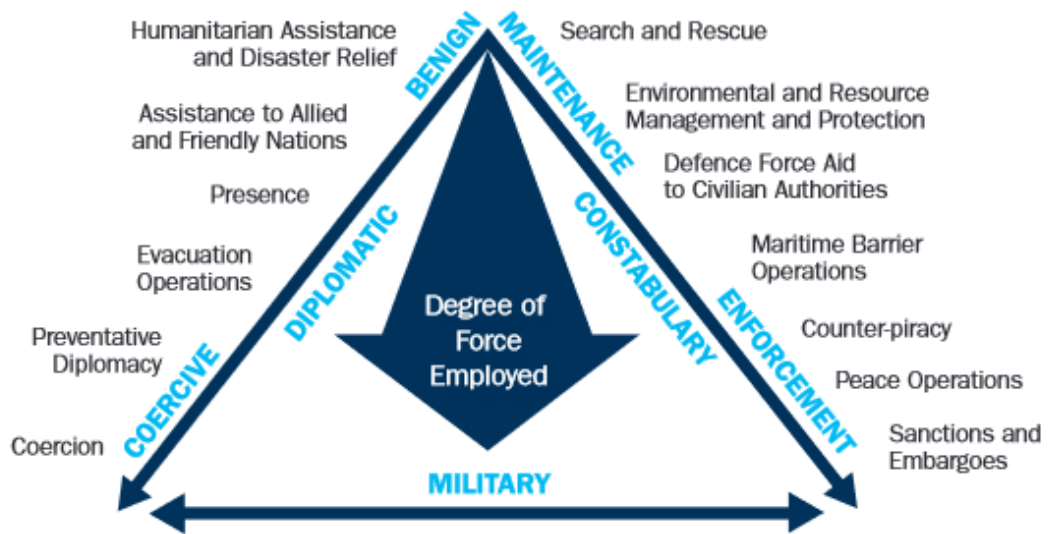 Humanitarian Assistance
and Disaster Relief
BENIGN
MAINTENANCE
Search and Rescue
Assistance to Allied
and Friendly Nations
Environmental and Resource
Management and Protection
Presence
Defence Force Aid
to Civilian Authorities
DIPLOMATIC
CONSTABULARY
Evacuation
Operations
Maritime Barrier
Operations
Degree of
Force
Employed
Preventative
Diplomacy
COERCIVE
ENFORCEMENT
Counter-piracy
Peace Operations
Coercion
Sanctions and
Embargoes
MILITARY